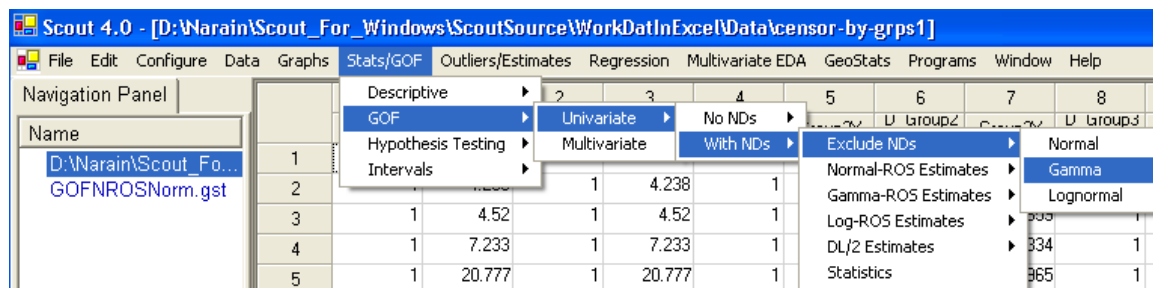 Scout 4.0 - [D:\Narain\Scout_For_Windows\ScoutSource\WorkDatInExcel\Data\censor-by-grps1]
File Edit Configure Data Graphs Stats/GOF Outliers/Estimates Regression Multivariate EDA GeoStats Programs Window Help
Navigation Panel
Name
D:\Narain\Scout_Fo...
GOFNROSNorm.gst
Descriptive
GOF
Hypothesis Testing
Intervals
Univariate
Multivariate
No NDs
With NDs
Exclude NDs
Normal-ROS Estimates
Gamma-ROS Estimates
Log-ROS Estimates
DL/2 Estimates
Statistics
Normal
Gamma
Lognormal
2 3 4 5 6 7 8
D_Group2 D_Group3
1
2 1 4.238 1
3 1 4.52 1 4.52 1
4 1 7.233 1 7.233 1 334 1
5 1 20.777 1 20.777 1 965 1